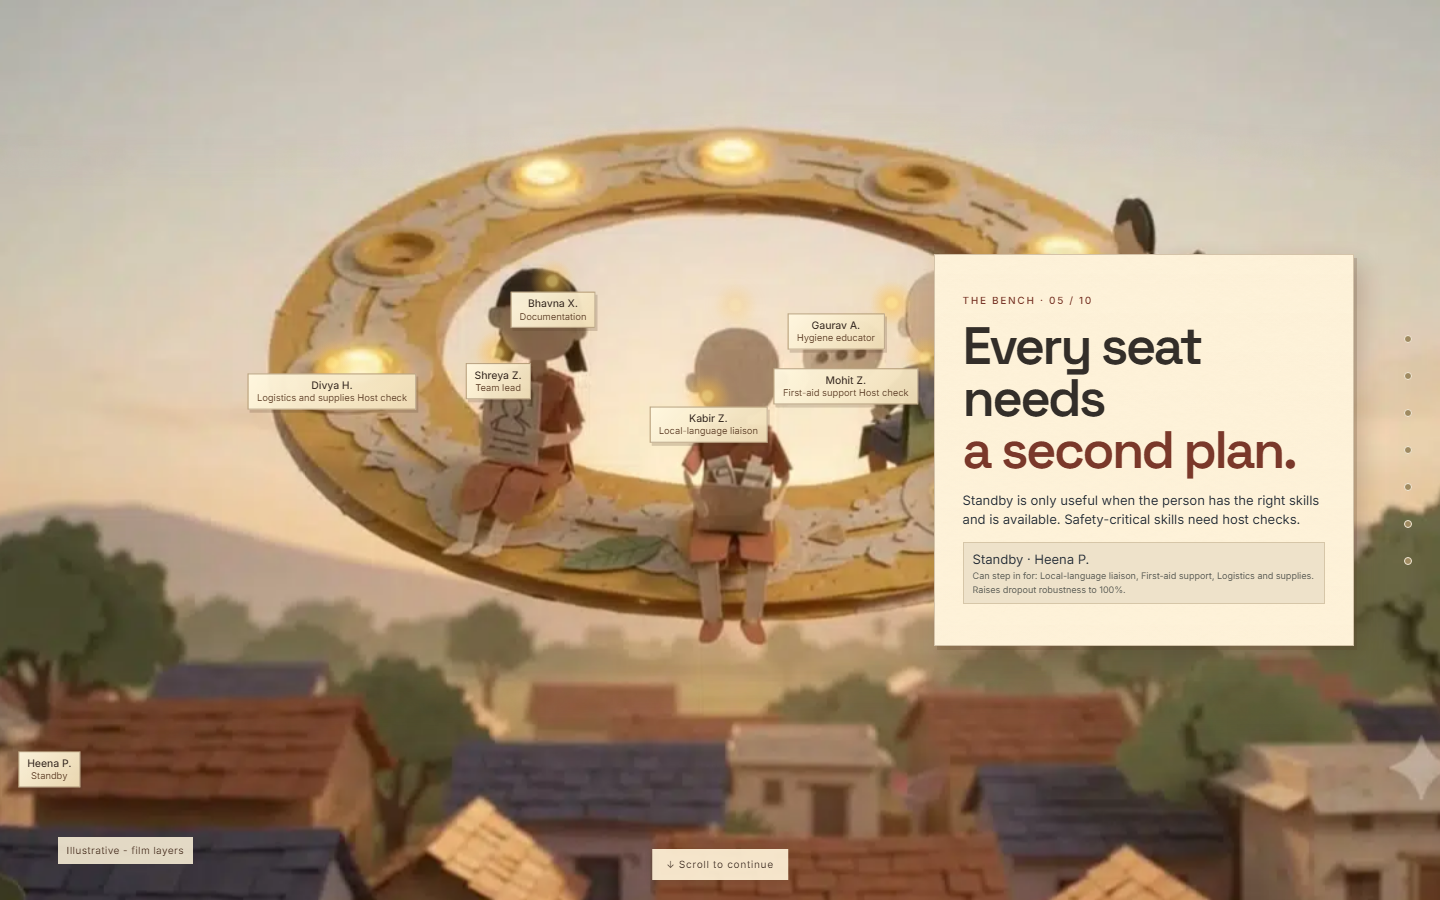 Bhavna X.
Documentation
Gaurav A.
Hygiene educator
Shreya Z.
Team lead
Divya H.
Logistics and supplies Host check
Mohit Z.
First-aid support Host check
Kabir Z.
Local-language liaison
THE BENCH · 05 / 10
Every seat
needs
a second plan.
Standby is only useful when the person has the right skills
and is available. Safety-critical skills need host checks.
Standby · Heena P.
Can step in for: Local-language liaison, First-aid support, Logistics and supplies.
Raises dropout robustness to 100%.
Heena P.
Standby
Illustrative - film layers
↓ Scroll to continue